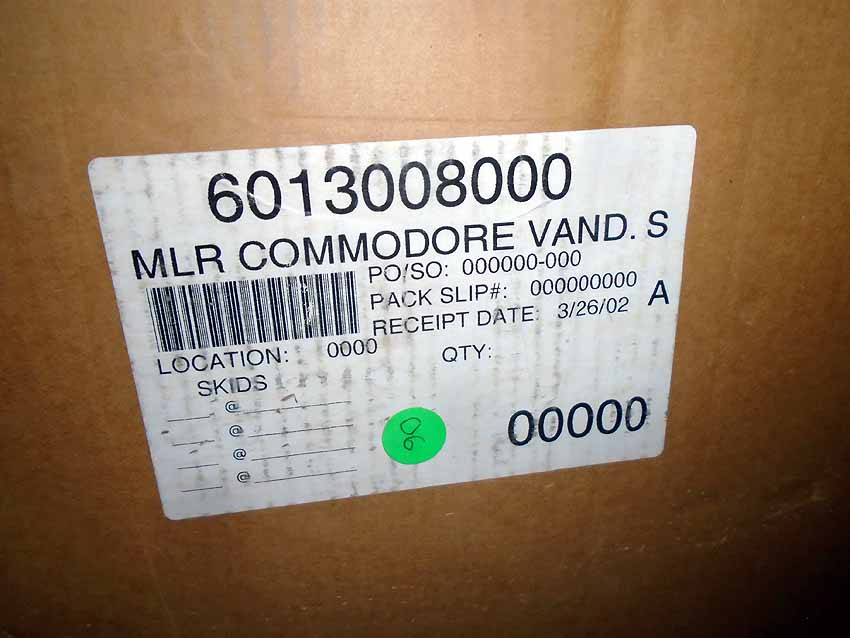 6013008000
MLR COMMODORE VAND. S
PO/SO: 000000-000
PACK SLIP#: 000000000 A
RECEIPT DATE: 3/26/02
LOCATION: 0000 QTY:
SKIDS
@
@
@
@
06
00000